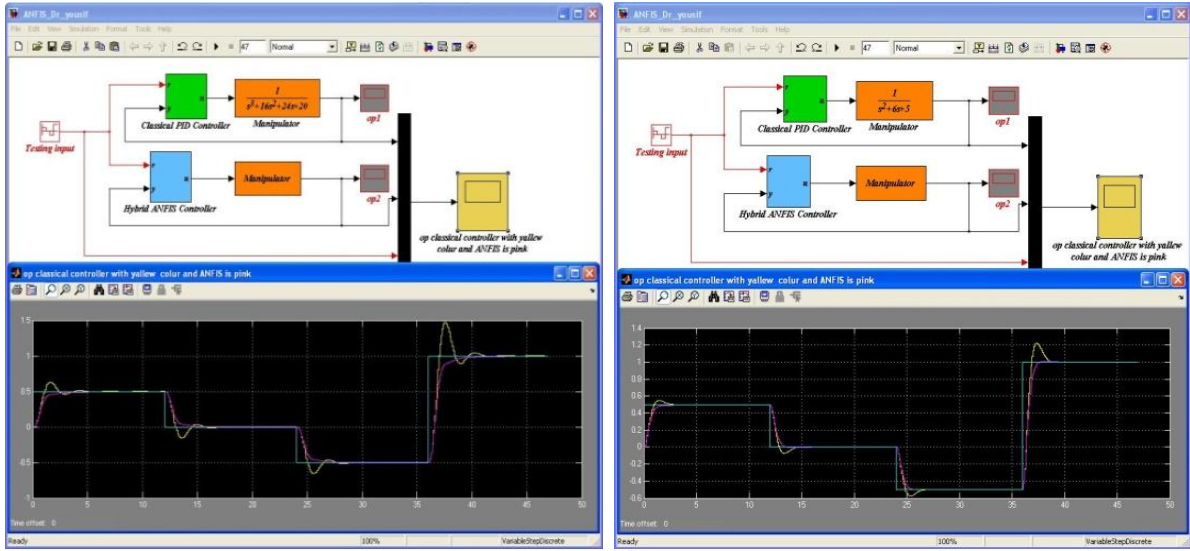 ANFIS_Dr_yousif
File Edit View Simulation Format Tools Help
47 Normal
r
u
y
Classical PID Controller
1
s³+16s²+24s+20
Manipulator
op1
Testing input
r
u
y
Hybrid ANFIS Controller
Manipulator
op2
op classical controller with yallew
colur and ANFIS is pink
op classical controller with yallew colur and ANFIS is pink
1.5
1
0.5
0
-0.5
-1
0 5 10 15 20 25 30 35 40 45 50
Time offset: 0
Ready 100% VariableStepDiscrete
ANFIS_Dr_yousif
File Edit View Simulation Format Tools Help
47 Normal
r
u
y
Classical PID Controller
1
s²+6s+5
Manipulator
op1
Testing input
r
u
y
Hybrid ANFIS Controller
Manipulator
op2
op classical controller with yallew
colur and ANFIS is pink
op classical controller with yallew colur and ANFIS is pink
1.4
1.2
1
0.8
0.6
0.4
0.2
0
-0.2
-0.4
-0.6
0 5 10 15 20 25 30 35 40 45 50
Time offset: 0
Ready 100% VariableStepDiscrete